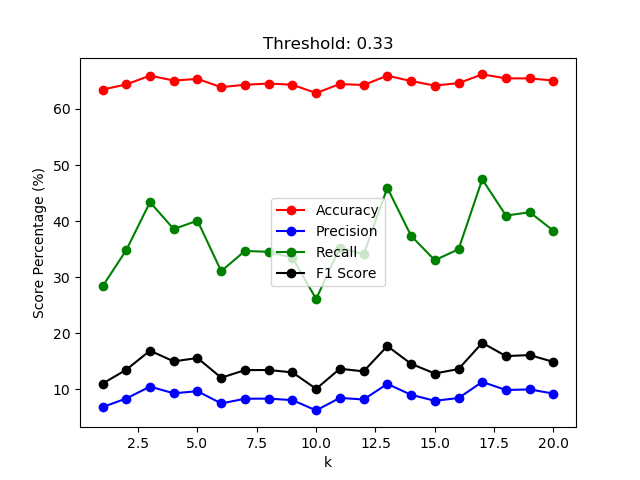 Threshold: 0.33
Score Percentage (%)
60
50
40
30
20
10
Accuracy
Precision
Recall
F1 Score
2.5 5.0 7.5 10.0 12.5 15.0 17.5 20.0
k